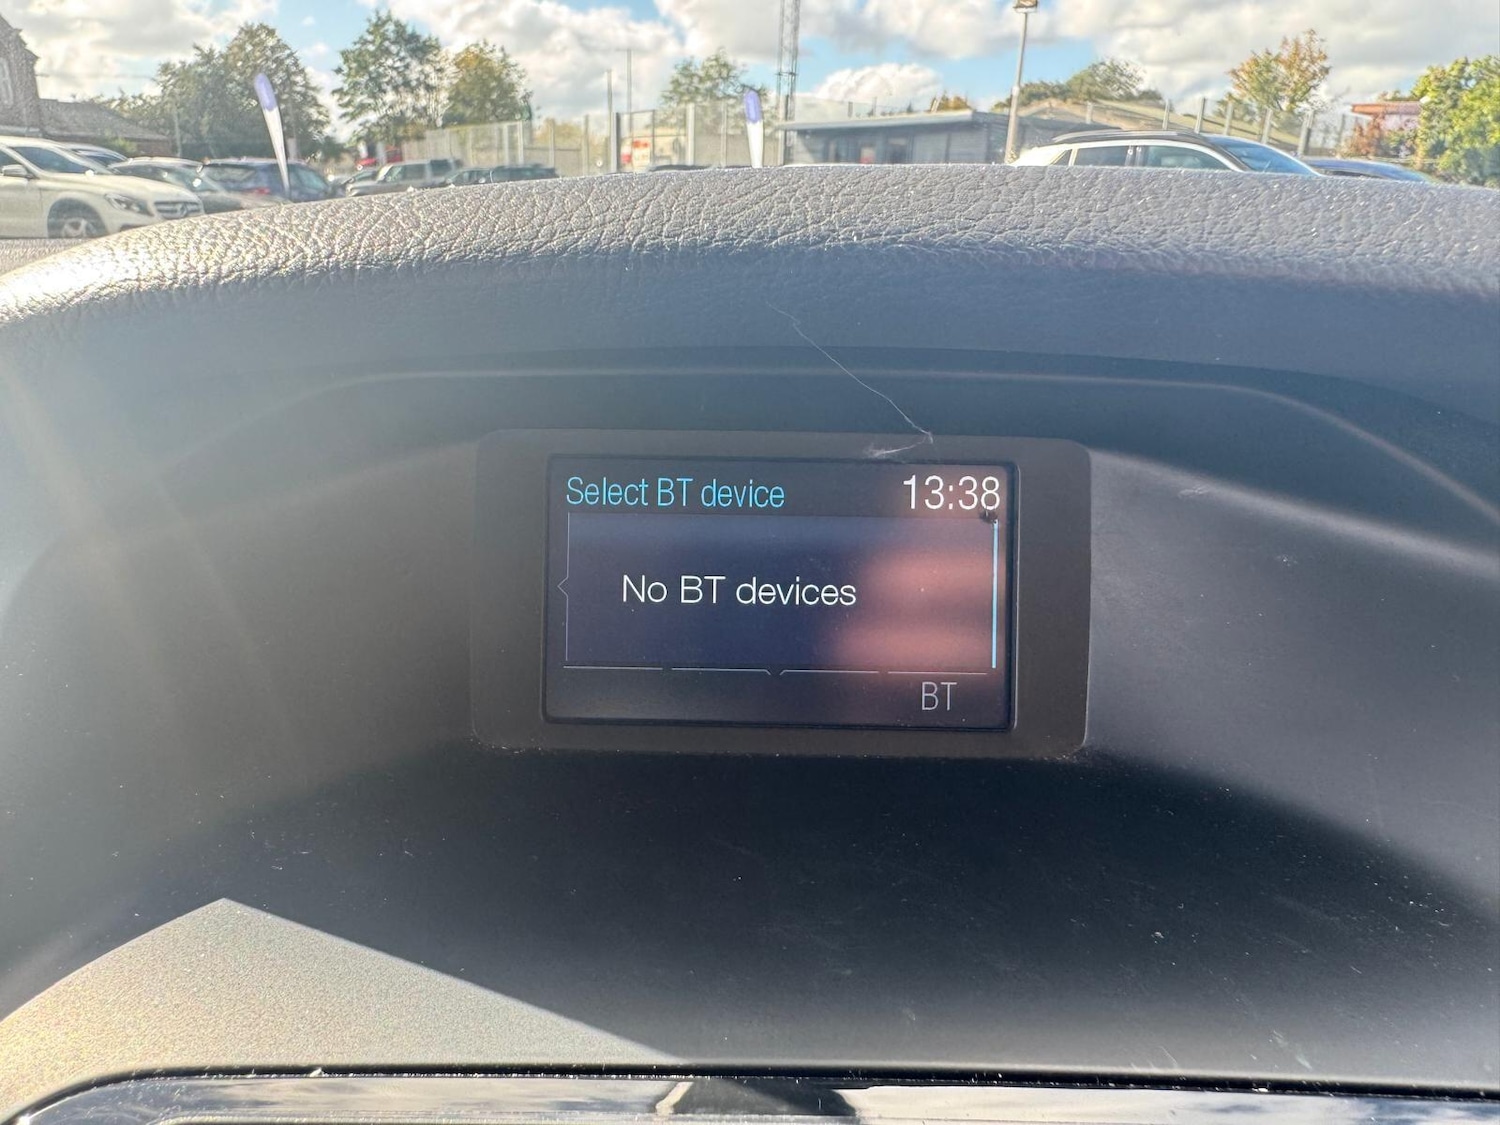 Select BT device 13:38
No BT devices
BT